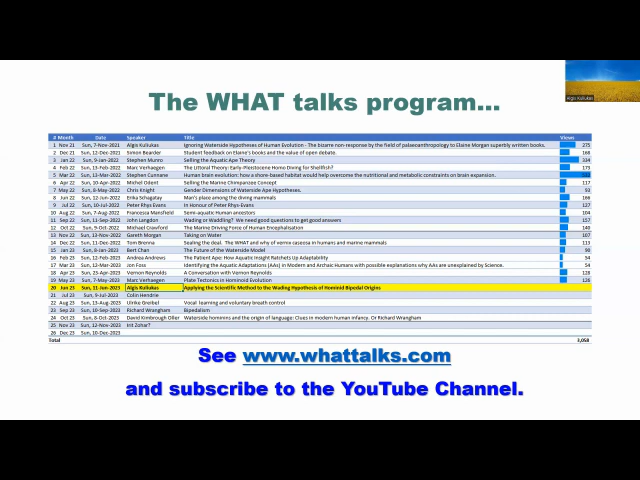 Algis Kuliukas
The WHAT talks program...
# Month Date Speaker Title Views
1 Nov 21 Sun, 7-Nov-2021 Algis Kuliukas Ignoring Waterside Hypotheses of Human Evolution - The bizarre non-response by the field of palaeoanthropology to Elaine Morgan superbly written books. 275
2 Dec 21 Sun, 12-Dec-2021 Simon Bearder Student feedback on Elaine's books and the value of open debate. 168
3 Jan 22 Sun, 9-Jan-2022 Stephen Munro Selling the Aquatic Ape Theory 334
4 Feb 22 Sun, 13-Feb-2022 Marc Verhaegen The Littoral Theory: Early-Pleistocene Homo Diving for Shellfish? 175
5 Mar 22 Sun, 13-Mar-2022 Stephen Cunnane Human brain evolution: how a shore-based habitat would help overcome the nutritional and metabolic constraints on brain expansion.
6 Apr 22 Sun, 10-Apr-2022 Michel Odent Selling the Marine Chimpanzee Concept 117
7 May 22 Sun, 8-May-2022 Chris Knight Gender Dimensions of Waterside Ape Hypotheses. 93
8 Jun 22 Sun, 12-Jun-2022 Erika Schagatay Man's place among the diving mammals 166
9 Jul 22 Sun, 10-Jul-2022 Peter Rhys Evans In Honour of Peter Rhys-Evans 127
10 Aug 22 Sun, 7-Aug-2022 Francesca Mansfield Semi-aquatic Human ancestors 104
11 Sep 22 Sun, 11-Sep-2022 John Langdon Wading or Waddling? We need good questions to get good answers 157
12 Oct 22 Sun, 9-Oct-2022 Michael Crawford The Marine Driving Force of Human Encephalisation 140
13 Nov 22 Sun, 13-Nov-2022 Gareth Morgan Taking on Water 107
14 Dec 22 Sun, 11-Dec-2022 Tom Brenna Sealing the deal. The WHAT and why of vernix caseosa in humans and marine mammals 113
15 Jan 23 Sun, 8-Jan-2023 Bert Chan The Future of the Waterside Model 90
16 Feb 23 Sun, 12-Feb-2023 Andrea Andrews The Patient Ape: How Aquatic Insight Ratchets Up Adaptability 54
17 Mar 23 Sun, 26-Mar-2023 Jon Foss Identifying the Aquatic Adaptations (AAs) in Modern and Archaic Humans with possible explanations why AAs are unexplained by Science. 54
18 Apr 23 Sun, 23-Apr-2023 Vernon Reynolds A Conversation with Vernon Reynolds 128
19 May 23 Sun, 7-May-2023 Marc Verhaegen Plate Tectonics in Hominoid Evolution 126
20 Jun 23 Sun, 11-Jun-2023 Algis Kuliukas Applying the Scientific Method to the Wading Hypothesis of Hominid Bipedal Origins
21 Jul 23 Sun, 9-Jul-2023 Colin Hendrie
22 Aug 23 Sun, 13-Aug-2023 Ulrike Greibel Vocal learning and voluntary breath control
23 Sep 23 Sun, 10-Sep-2023 Richard Wrangham Bipedalism
24 Oct 23 Sun, 8-Oct-2023 David Kimbrough Oller Waterside hominins and the origin of language: Clues in modern human infancy. Or Richard Wrangham
25 Nov 23 Sun, 12-Nov-2023 Irit Zohar?
26 Dec 23 Sun, 10-Dec-2023
Total 3,058
See www.whattalks.com
and subscribe to the YouTube Channel.